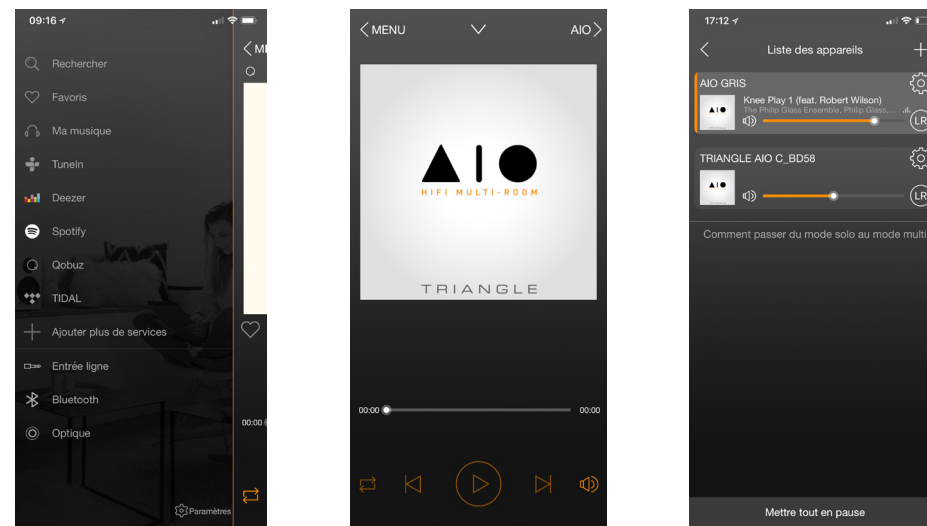 09:16
Rechercher
Favoris
Ma musique
TuneIn
Deezer
Spotify
Qobuz
TIDAL
Ajouter plus de services
Entrée ligne
Bluetooth
Optique
00:00
Paramètres
MENU
AIO
AIO
HIFI MULTI-ROOM
TRIANGLE
00:00
00:00
17:12
Liste des appareils
AIO GRIS
Knee Play 1 (feat. Robert Wilson)
The Philip Glass Ensemble, Philip Glass,...
LR
TRIANGLE AIO C_BD58
LR
Comment passer du mode solo au mode multi
Mettre tout en pause